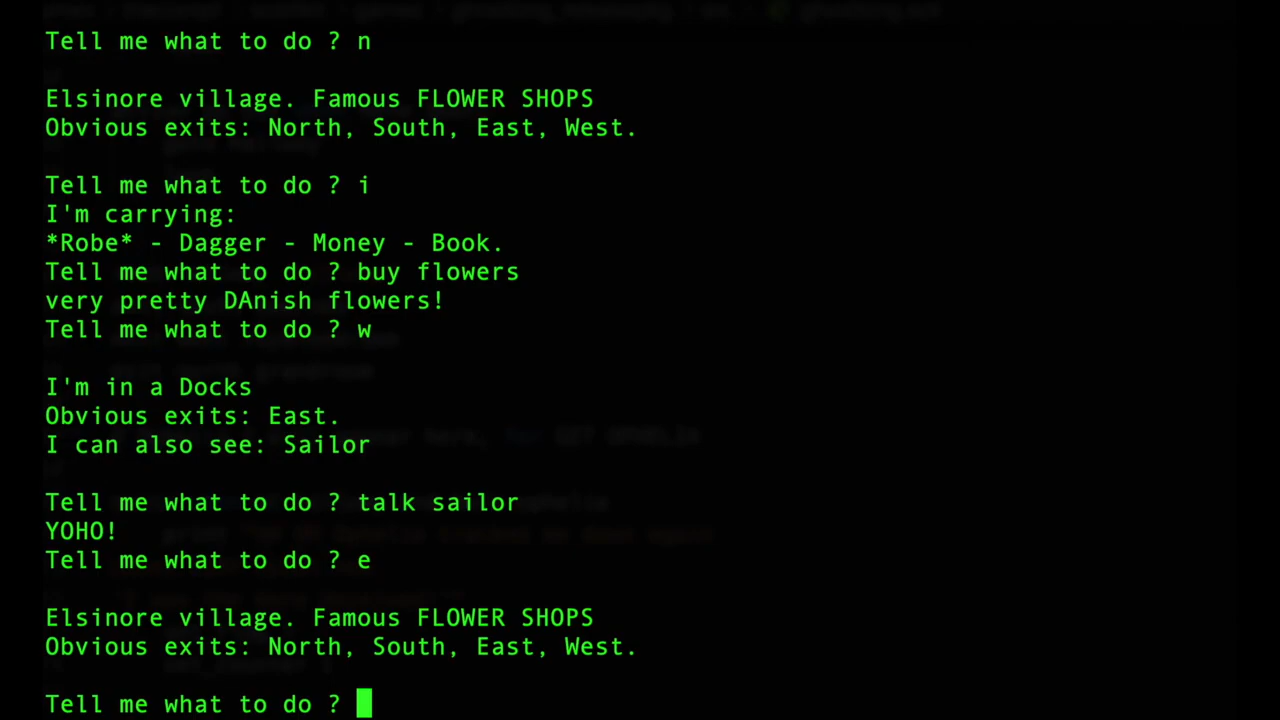 Tell me what to do ? n
Elsinore village. Famous FLOWER SHOPS
Obvious exits: North, South, East, West.
Tell me what to do ? i
I'm carrying:
*Robe* - Dagger - Money - Book.
Tell me what to do ? buy flowers
very pretty DAnish flowers!
Tell me what to do ? w
I'm in a Docks
Obvious exits: East.
I can also see: Sailor
Tell me what to do ? talk sailor
YOHO!
Tell me what to do ? e
Elsinore village. Famous FLOWER SHOPS
Obvious exits: North, South, East, West.
Tell me what to do ?